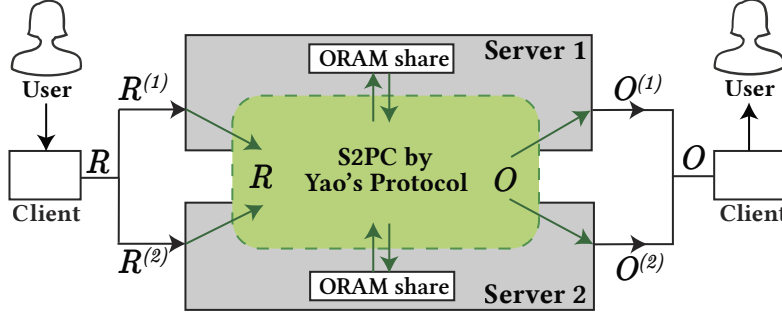 User
Client
R
R(1)
R(2)
Server 1
ORAM share
S2PC by
Yao's Protocol
R
O
ORAM share
Server 2
O(1)
O(2)
O
User
Client